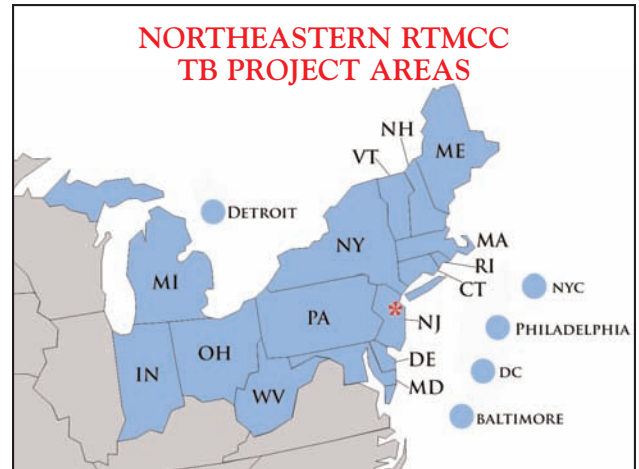 NORTHEASTERN RTMCC
TB PROJECT AREAS
NH
ME
VT
DETROIT
NY
MA
RI
CT
MI
NYC
PA
*
NJ
PHILADELPHIA
OH
IN
DE
DC
WV
MD
BALTIMORE